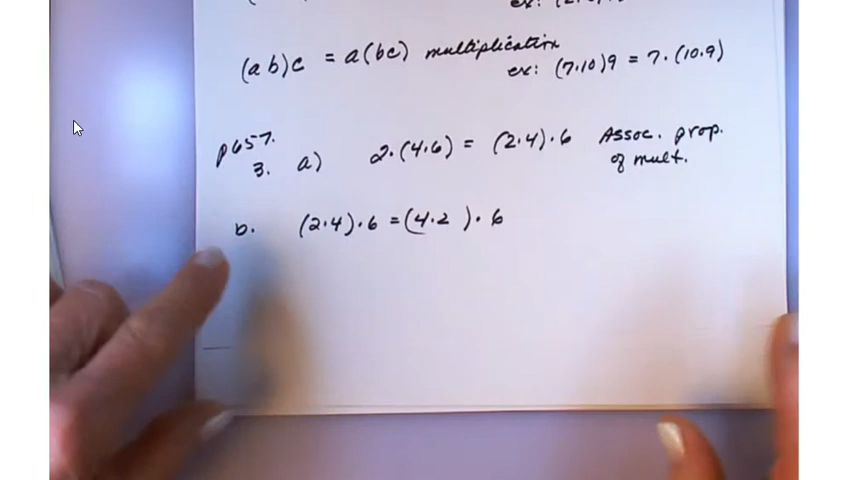 (ab)c = a(bc) multiplication
ex: (7·10)9 = 7·(10·9)
p657.
3. a) 2·(4·6) = (2·4)·6 Assoc. prop.
of mult.
b. (2·4)·6 = (4·2 )·6